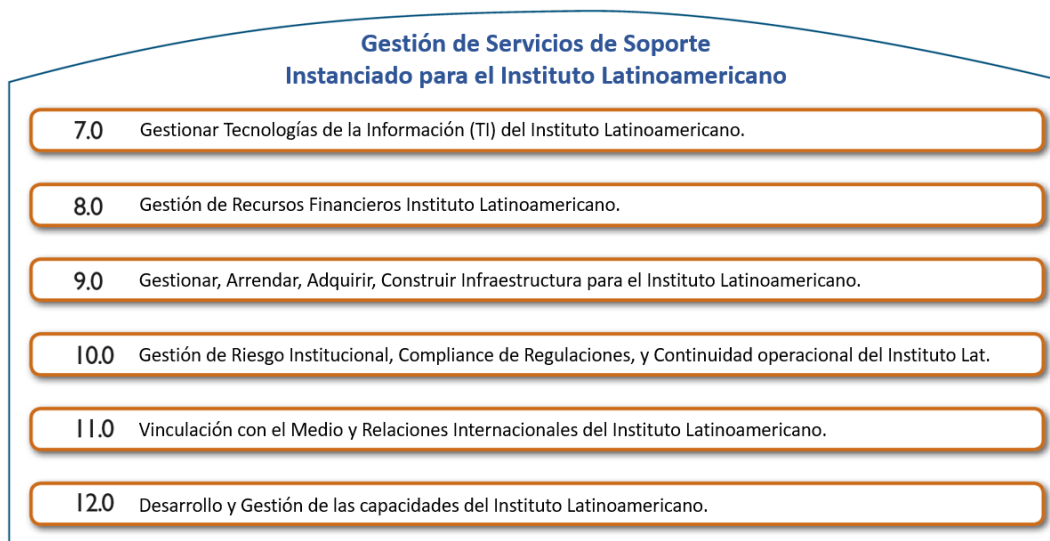 Gestión de Servicios de Soporte
Instanciado para el Instituto Latinoamericano
7.0 Gestionar Tecnologías de la Información (TI) del Instituto Latinoamericano.
8.0 Gestión de Recursos Financieros Instituto Latinoamericano.
9.0 Gestionar, Arrendar, Adquirir, Construir Infraestructura para el Instituto Latinoamericano.
10.0 Gestión de Riesgo Institucional, Compliance de Regulaciones, y Continuidad operacional del Instituto Lat.
11.0 Vinculación con el Medio y Relaciones Internacionales del Instituto Latinoamericano.
12.0 Desarrollo y Gestión de las capacidades del Instituto Latinoamericano.